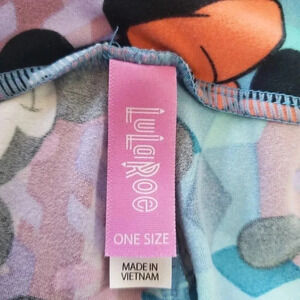 LuLaRoe
ONE SIZE
MADE IN
VIETNAM